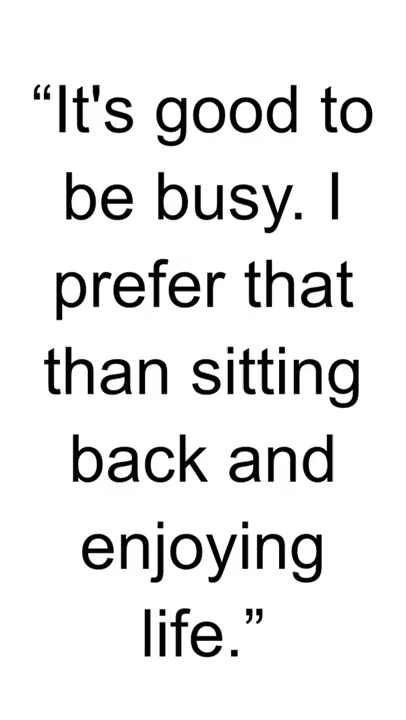 “It's good to
be busy. I
prefer that
than sitting
back and
enjoying
life.”